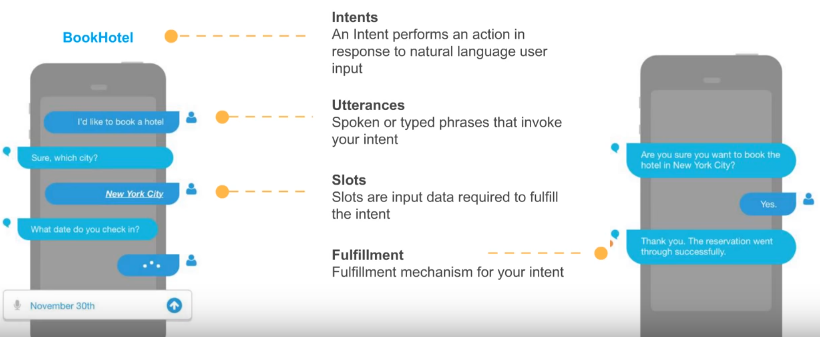 BookHotel
I'd like to book a hotel
Sure, which city?
New York City
What date do you check in?
November 30th
Intents
An Intent performs an action in
response to natural language user
input
Utterances
Spoken or typed phrases that invoke
your intent
Slots
Slots are input data required to fulfill
the intent
Fulfillment
Fulfillment mechanism for your intent
Are you sure you want to book the
hotel in New York City?
Yes.
Thank you. The reservation went
through successfully.